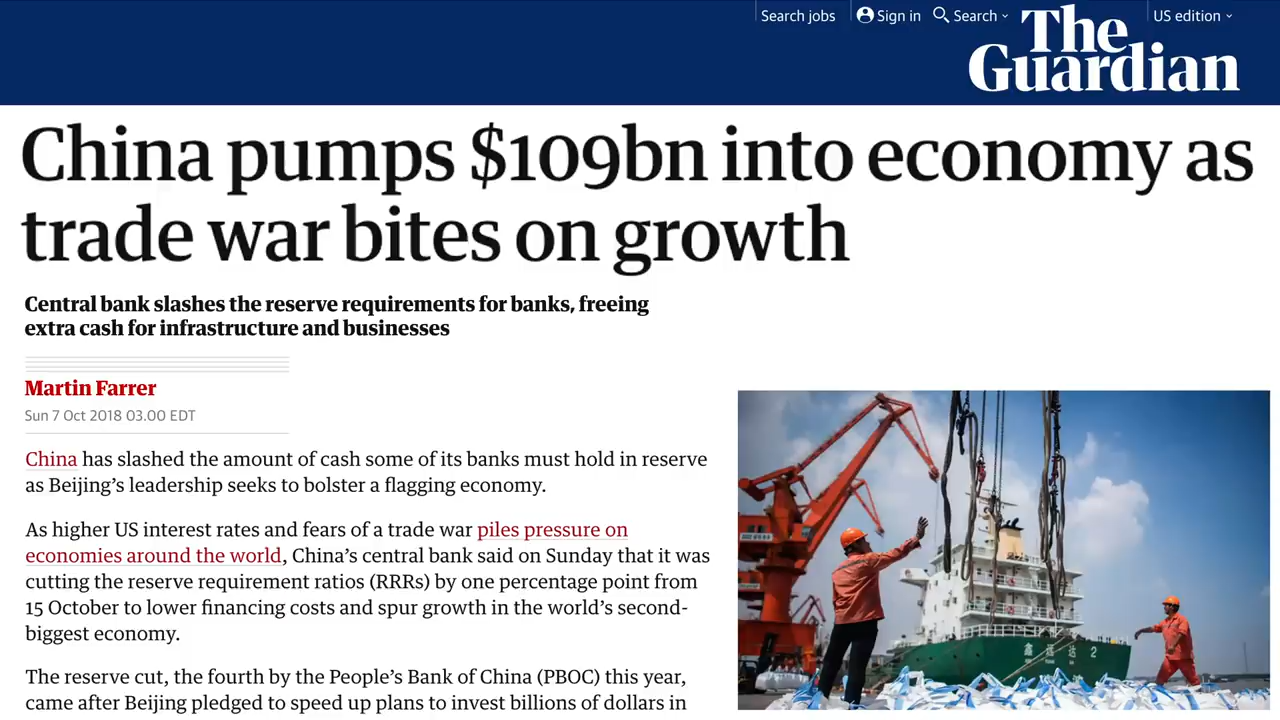 Search jobs
Sign in
Search
US edition
The
Guardian
China pumps $109bn into economy as
trade war bites on growth
Central bank slashes the reserve requirements for banks, freeing
extra cash for infrastructure and businesses
Martin Farrer
Sun 7 Oct 2018 03.00 EDT
China has slashed the amount of cash some of its banks must hold in reserve
as Beijing’s leadership seeks to bolster a flagging economy.
As higher US interest rates and fears of a trade war piles pressure on
economies around the world, China’s central bank said on Sunday that it was
cutting the reserve requirement ratios (RRRs) by one percentage point from
15 October to lower financing costs and spur growth in the world’s second-
biggest economy.
The reserve cut, the fourth by the People’s Bank of China (PBOC) this year,
came after Beijing pledged to speed up plans to invest billions of dollars in
鑫 远 达 2